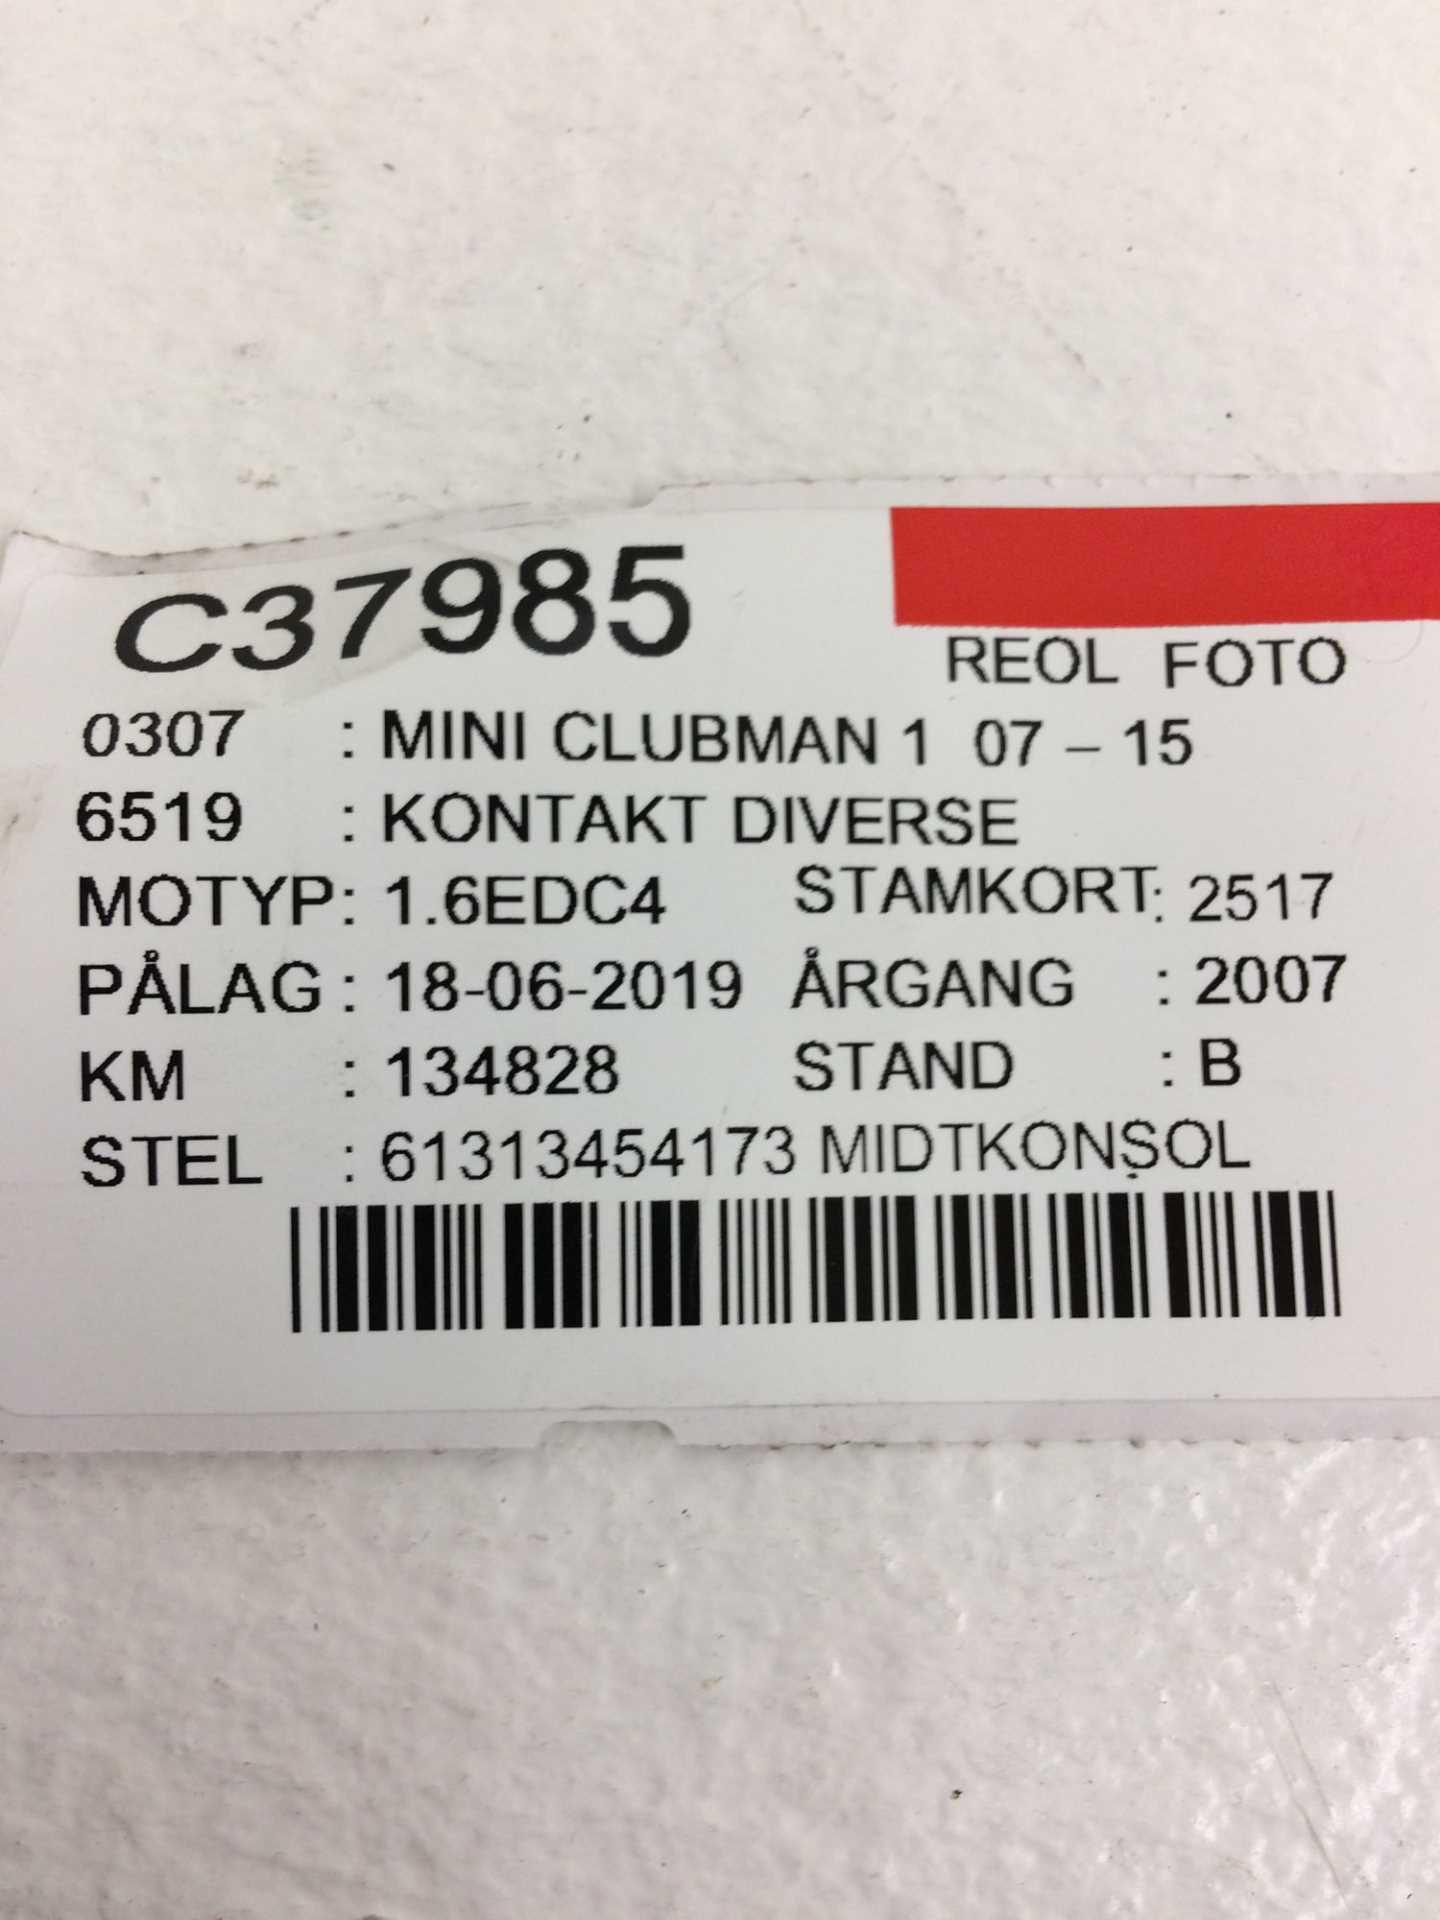 C37985
REOL FOTO
0307 : MINI CLUBMAN 1 07 – 15
6519 : KONTAKT DIVERSE
MOTYP: 1.6EDC4 STAMKORT: 2517
PÅLAG : 18-06-2019 ÅRGANG : 2007
KM : 134828 STAND : B
STEL : 61313454173 MIDTKONSOL